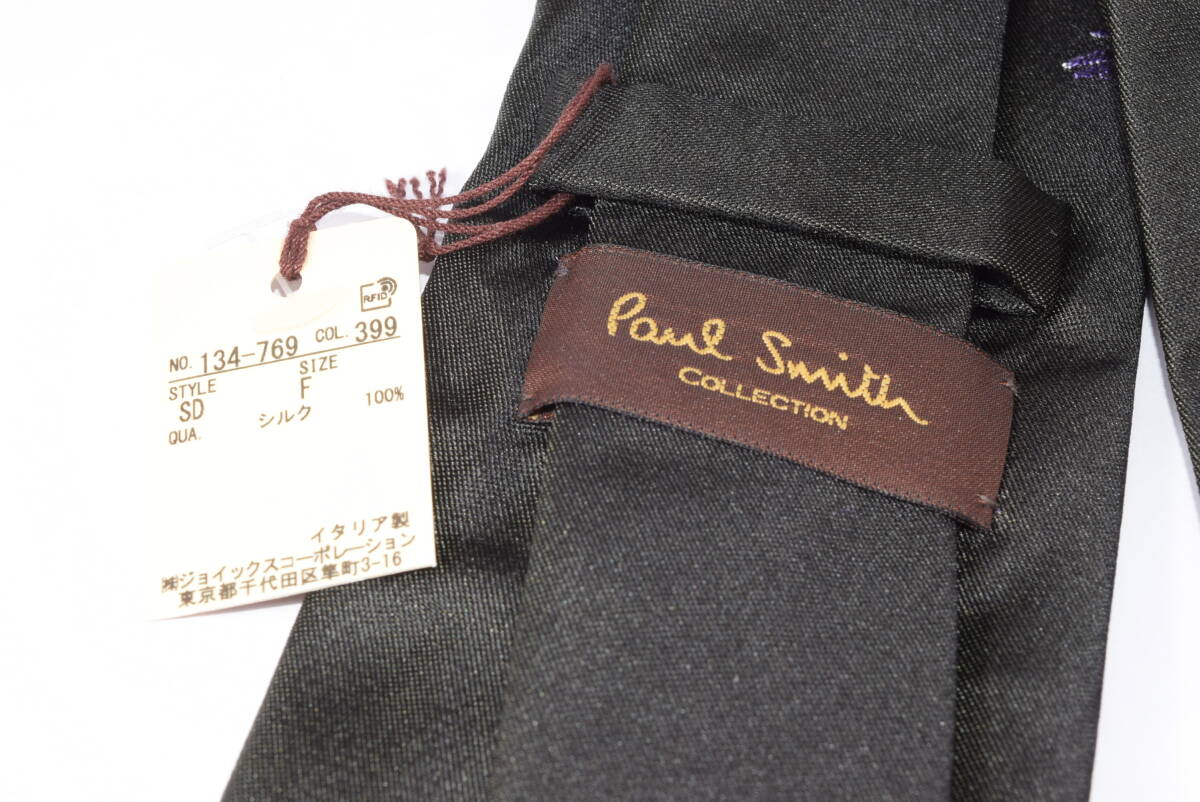 RFID
NO. 134-769 COL. 399
STYLE SIZE
SD F
QUA. シルク 100%
イタリア製
㈱ジョイックスコーポレーション
東京都千代田区隼町3-16
Paul Smith
COLLECTION